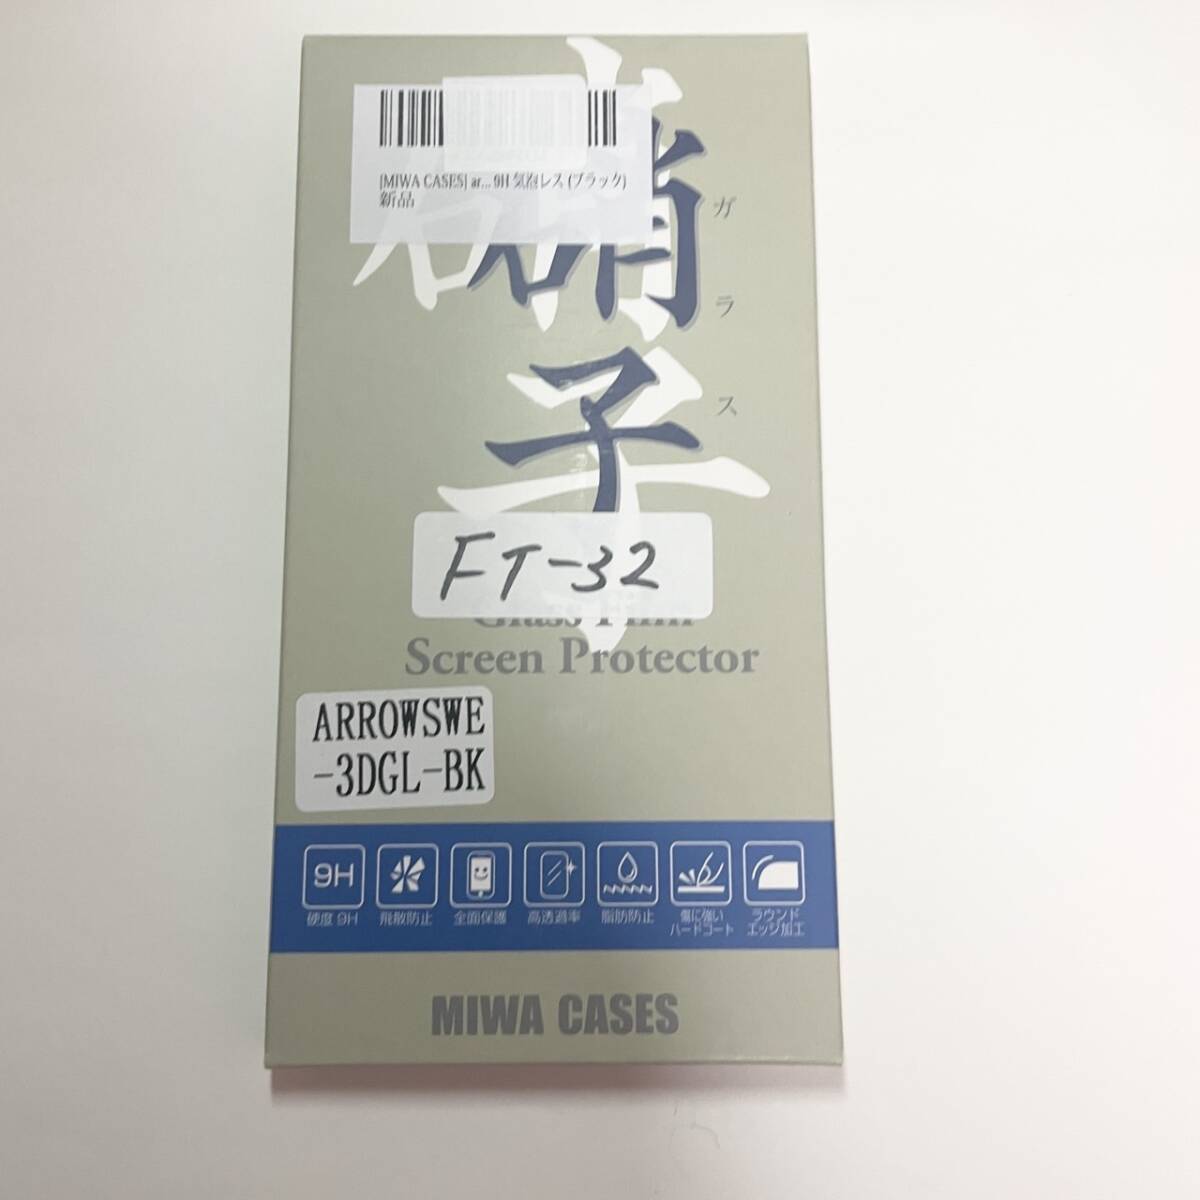 [MIWA CASES] ar... 9H 気泡レス (ブラック)
新品
硝子
ガラス
FT-32
Glass Film
Screen Protector
ARROWSWE
-3DGL-BK
9H
硬度 9H
飛散防止
全面保護
高透過率
脂肪防止
傷に強い
ハードコート
ラウンド
エッジ加工
MIWA CASES